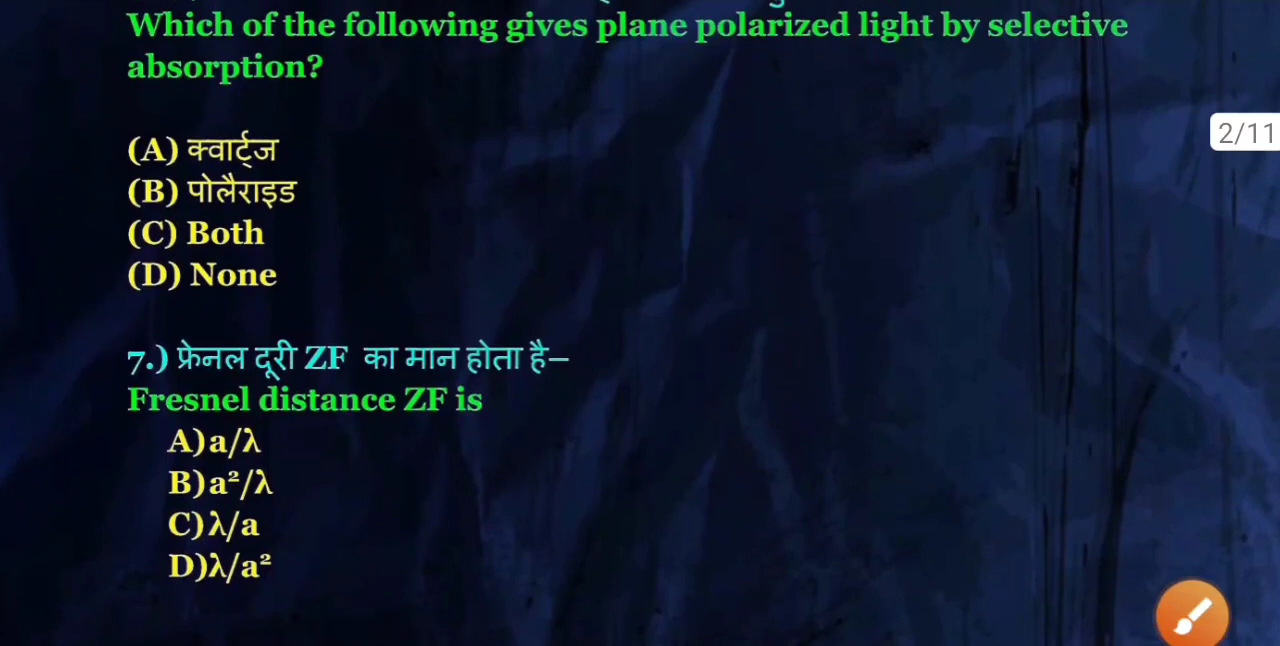 Which of the following gives plane polarized light by selective
absorption?
(A) क्वार्ट्ज
(B) पोलैराइड
(C) Both
(D) None
2/11
7.) फ्रेनल दूरी ZF का मान होता है–
Fresnel distance ZF is
A)a/λ
B)a²/λ
C)λ/a
D)λ/a²